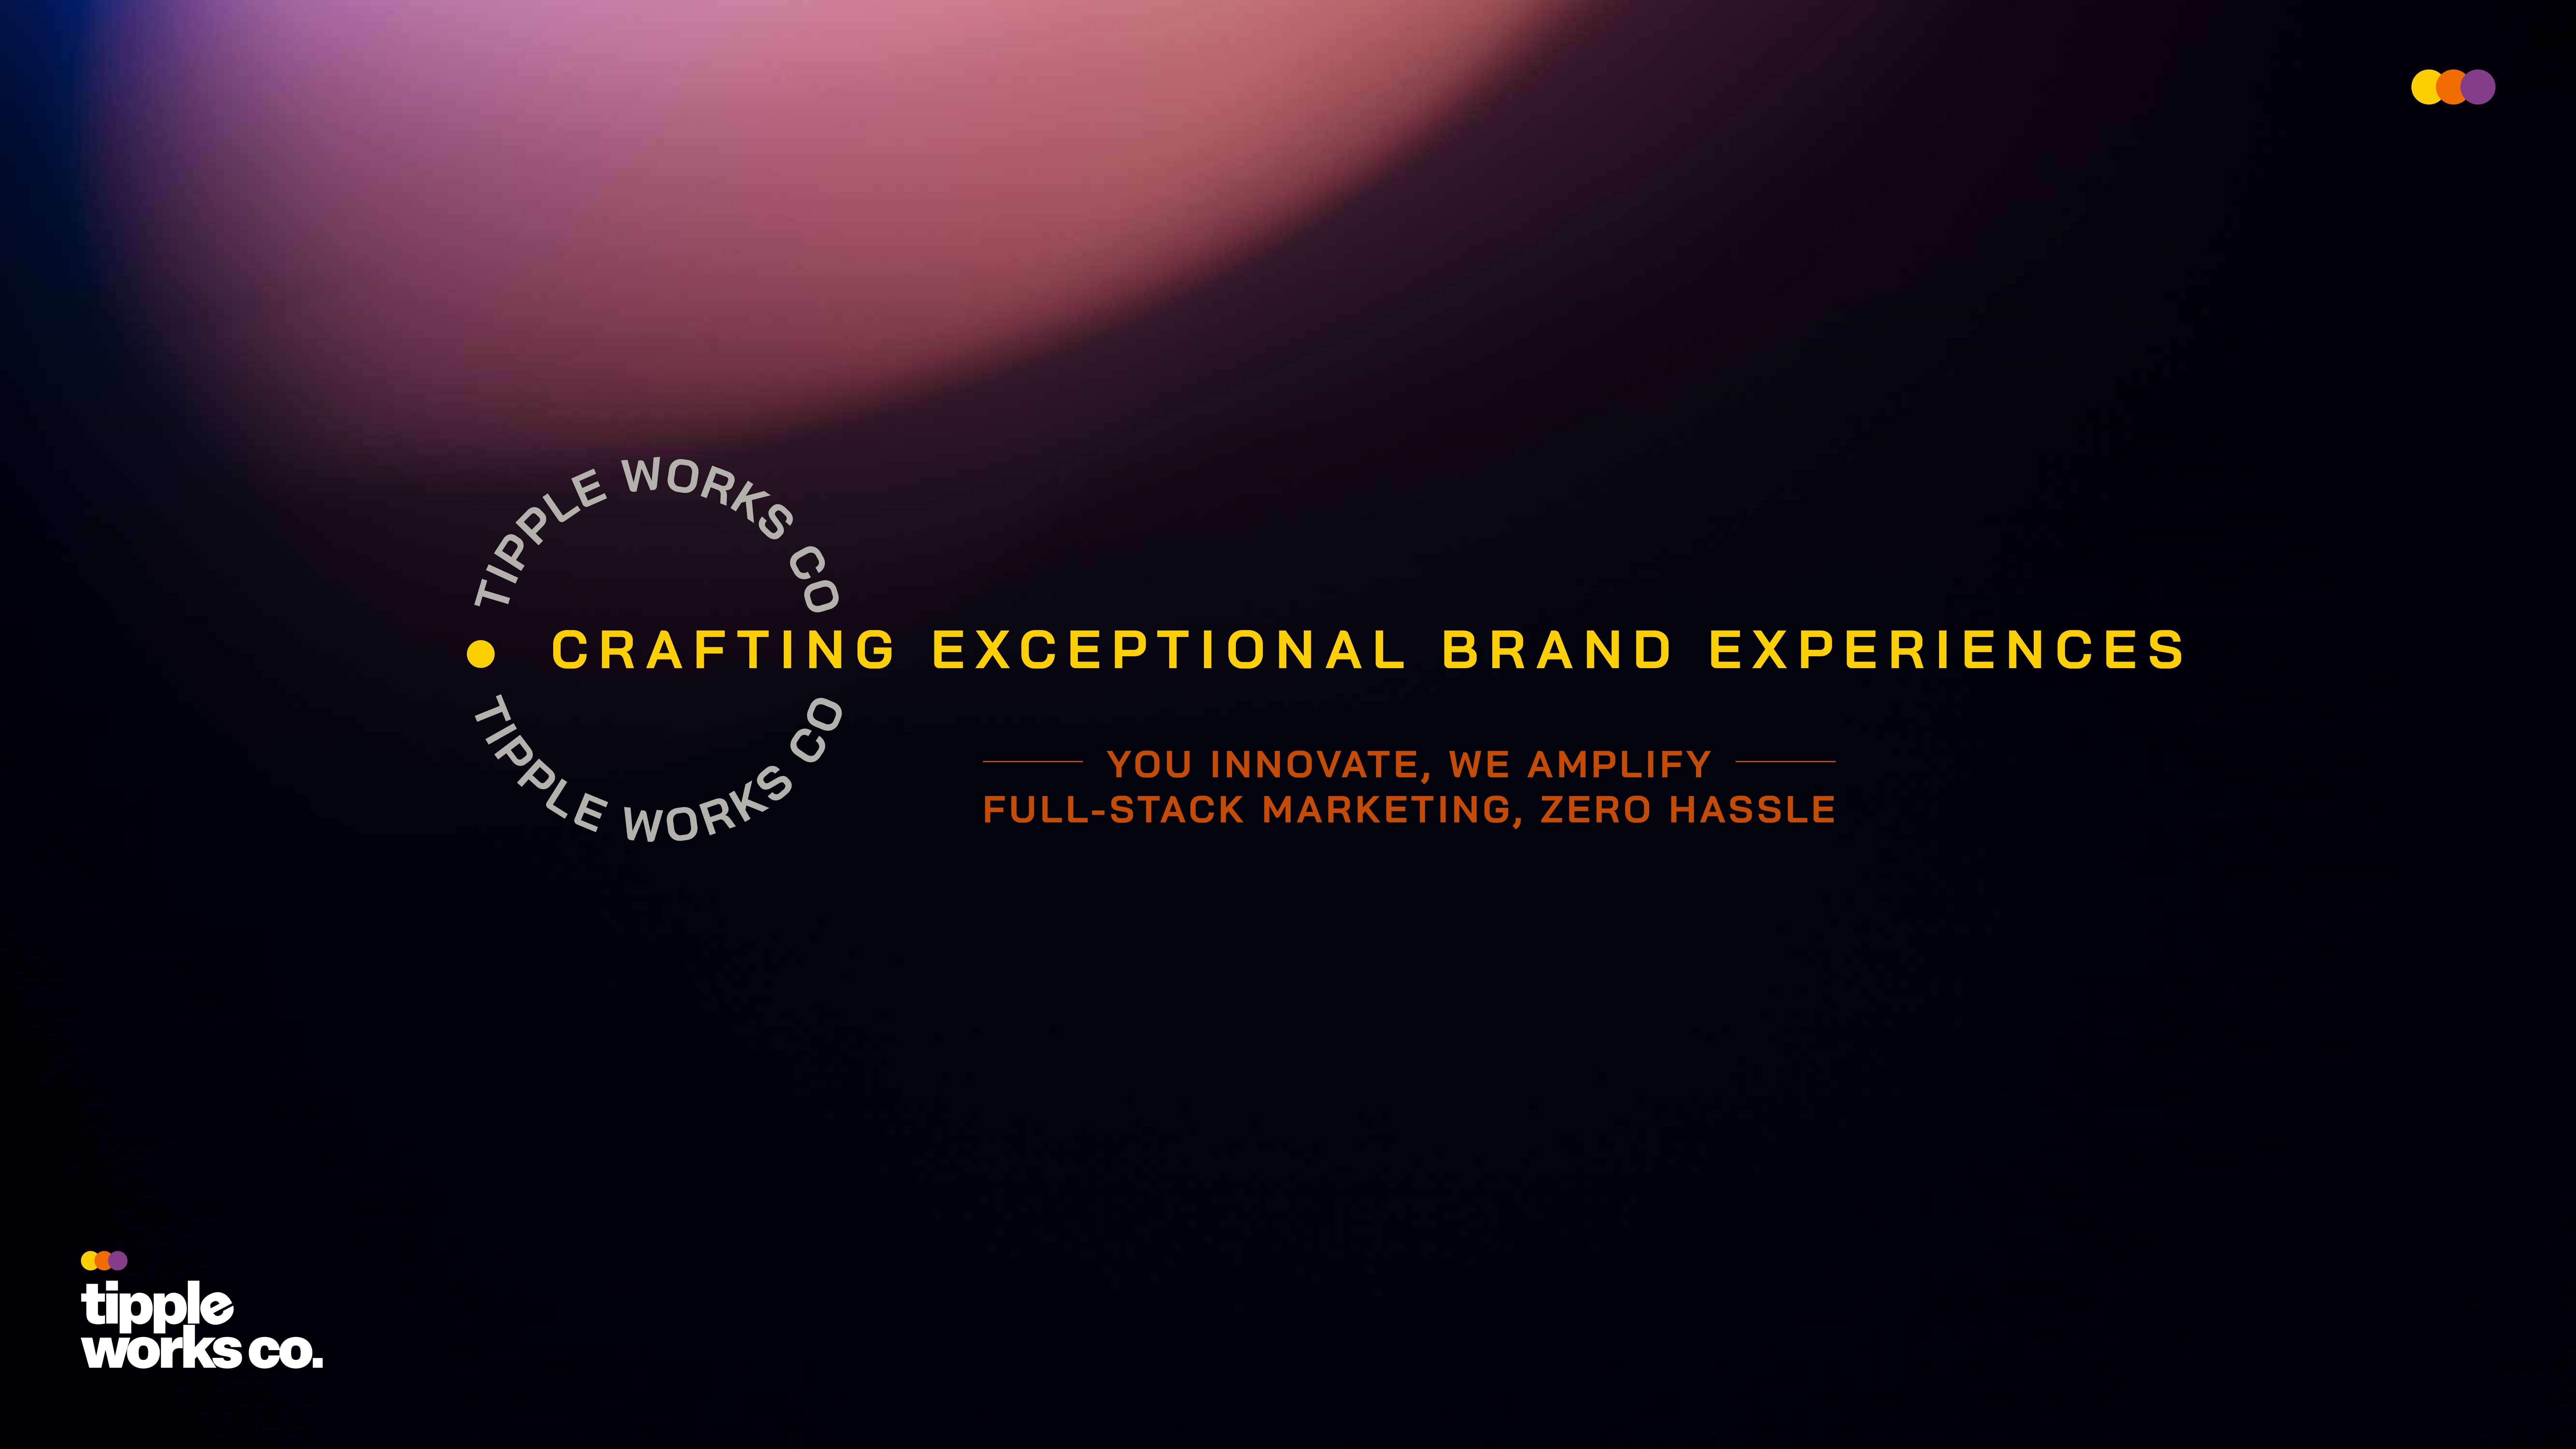 TIPPLE WORKS CO
CRAFTING EXCEPTIONAL BRAND EXPERIENCES
TIPPLE WORKS CO
YOU INNOVATE, WE AMPLIFY
FULL-STACK MARKETING, ZERO HASSLE
tipple
works co.